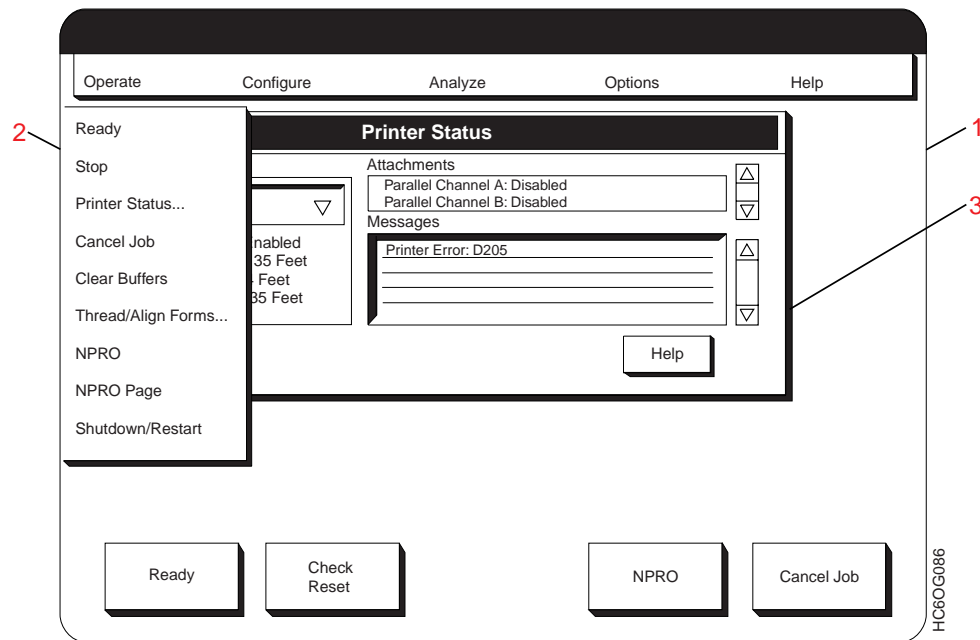 Operate Configure Analyze Options Help
2
1
3
Ready
Stop
Printer Status...
Cancel Job
Clear Buffers
Thread/Align Forms...
NPRO
NPRO Page
Shutdown/Restart
Printer Status
Attachments
Parallel Channel A: Disabled
Parallel Channel B: Disabled
Messages
Printer Error: D205
35 Feet
Feet
35 Feet
Help
Ready
Check
Reset
NPRO
Cancel Job
HC6OG086